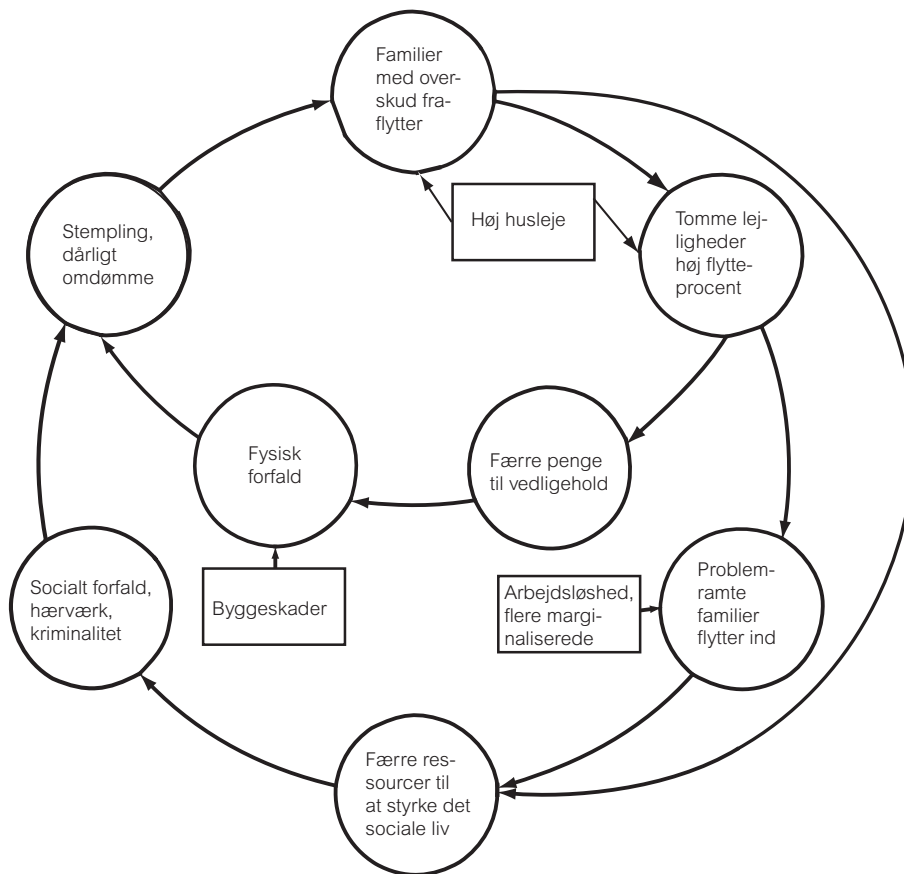 Familier
med over-
skud fra-
flytter
Høj husleje
Tomme lej-
ligheder
høj flytte-
procent
Stempling,
dårligt
omdømme
Fysisk
forfald
Færre penge
til vedligehold
Byggeskader
Arbejdsløshed,
flere margi-
naliserede
Problem-
ramte
familier
flytter ind
Socialt forfald,
hærværk,
kriminalitet
Færre res-
sourcer til
at styrke det
sociale liv